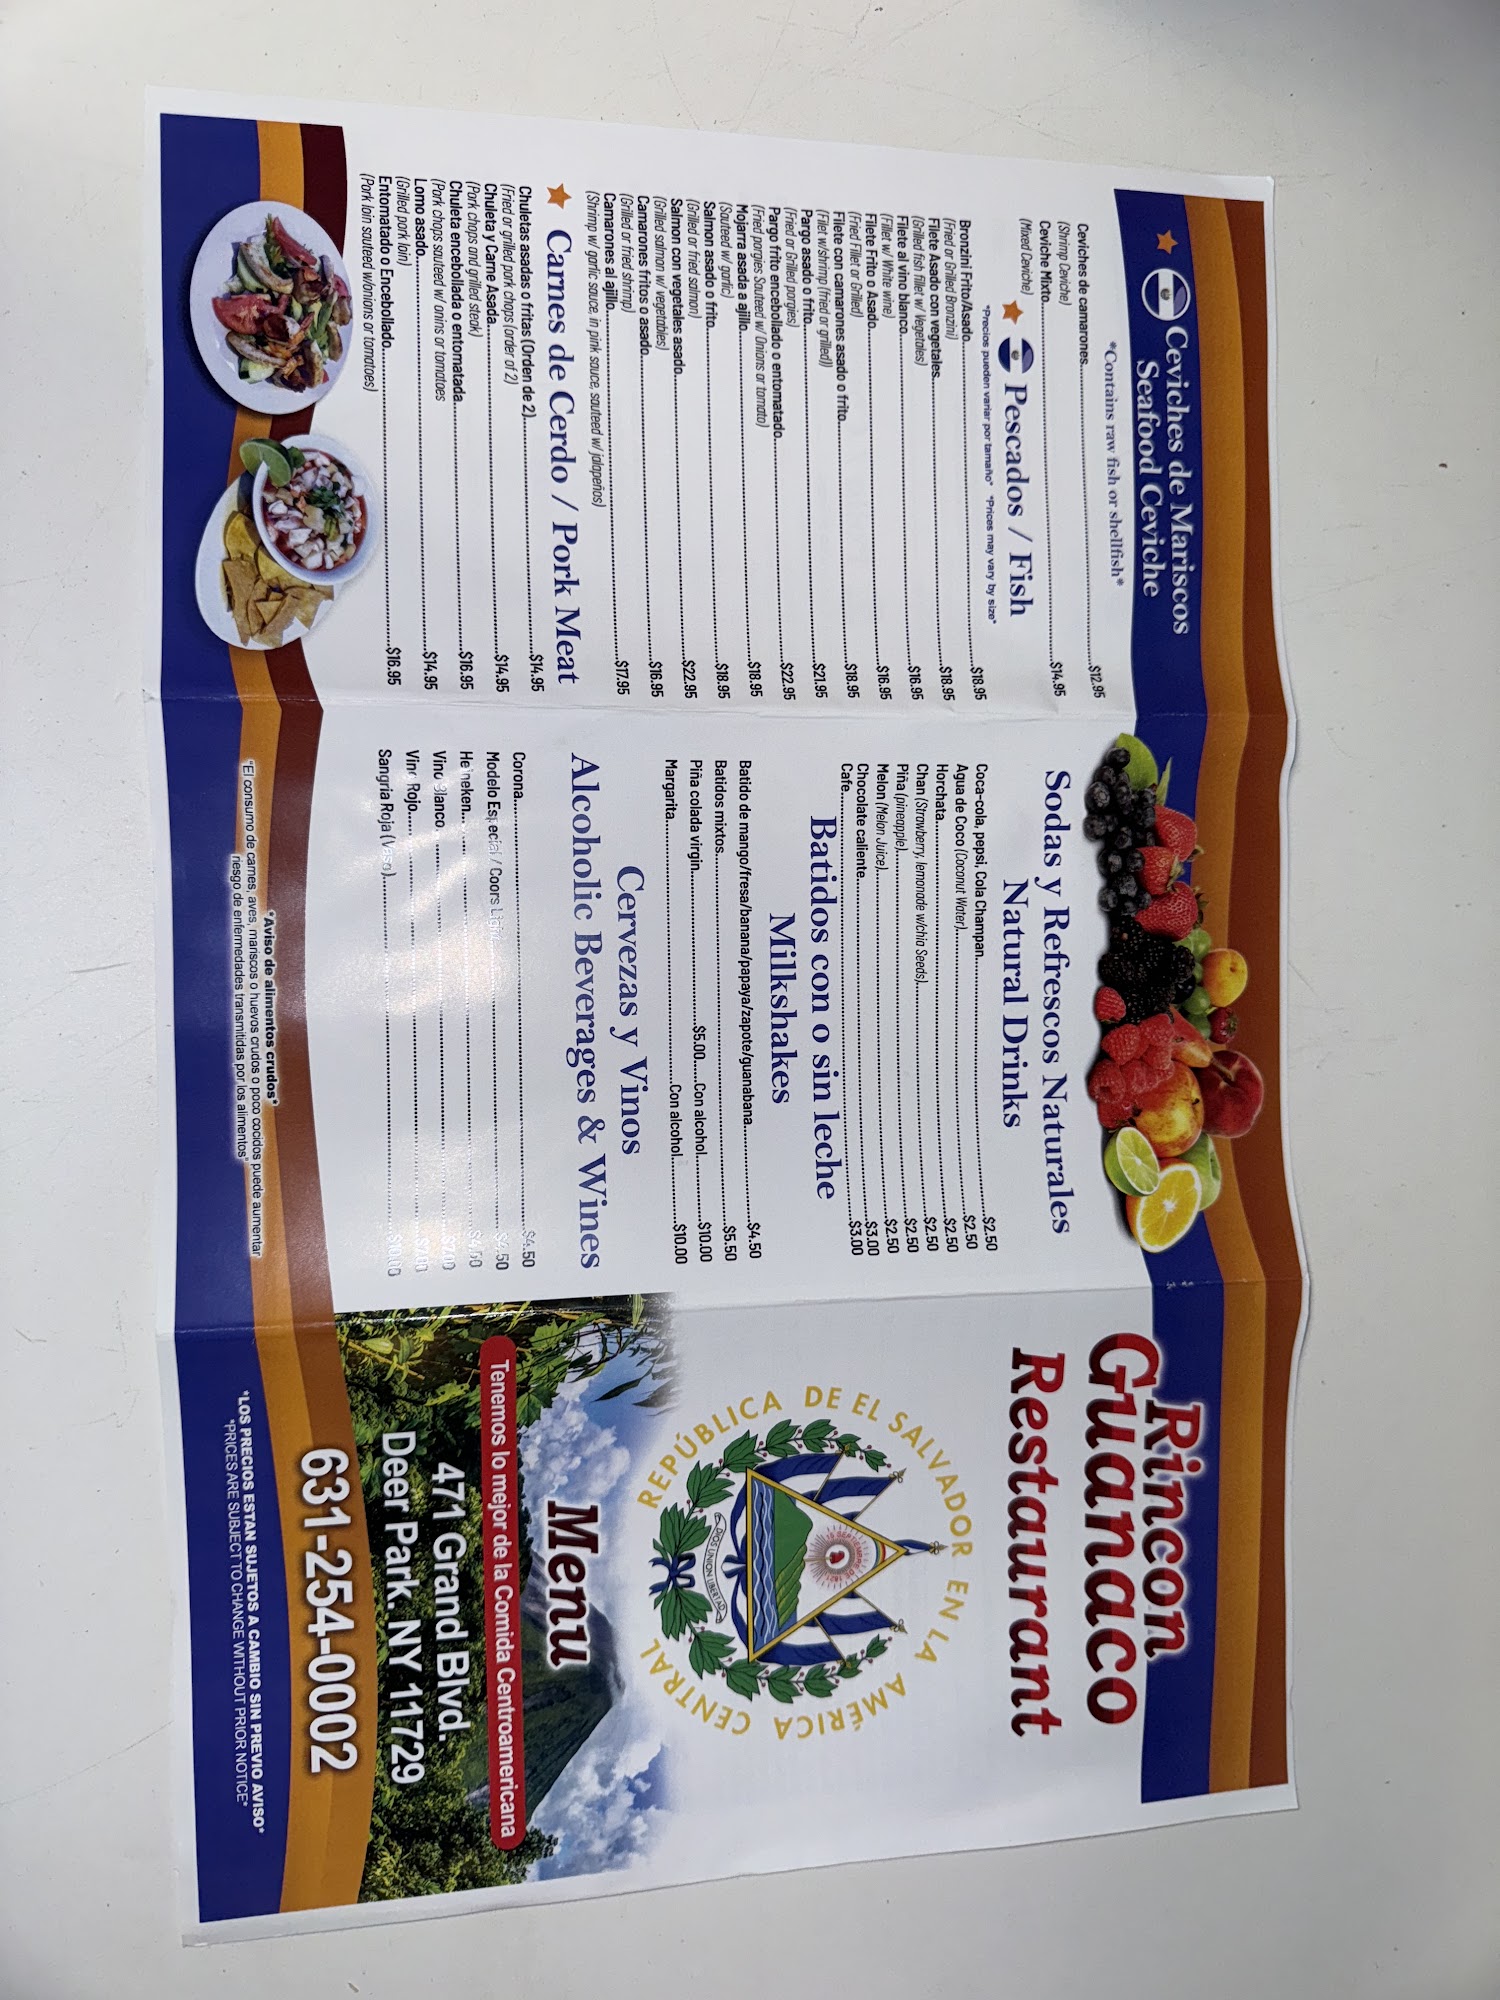 Ceviches de Mariscos
Seafood Ceviche
*Contains raw fish or shellfish*
Ceviches de camarones......$12.95
(Shrimp Ceviche)
Ceviche Mixto......$14.95
(Mixed Ceviche)
Pescados / Fish
*Precios pueden variar por tamaño* *Prices may vary by size*
Bronzini Frito/Asado......$18.95
(Fried or Grilled Bronzini)
Filete Asado con vegetales......$18.95
(Grilled fish fillet w/ Vegetales)
Filete al vino blanco......$16.95
(Fillet w/ White wine)
Filete Frito o Asado......$16.95
(Fried Fillet or Grilled)
Filete con camarones asado o frito......$18.95
(Filet w/shrimp (fried or grilled))
Pargo asado o frito......$21.95
(Fried or Grilled porgies)
Pargo frito encebollado o entomatado......$22.95
(Fried porgies Sauteed w/ Onions or tomato)
Mojarra asada a ajillo......$18.95
(Sauteed w/ garlic)
Salmon asado o frito......$18.95
(Grilled or fried salmon)
Salmon con vegetales asado......$22.95
(Grilled salmon w/ vegetables)
Camarones fritos o asado......$16.95
(Grilled or fried shrimp)
Camarones al ajillo......$17.95
(Shrimp w/ garlic sauce, in pink sauce, sauteed w/ jalapeños)
Carnes de Cerdo / Pork Meat
Chuletas asadas o fritas (Orden de 2)......$14.95
(Fried or grilled pork chops (order of 2)
Chuleta y Carne Asada......$14.95
(Pork chops and grilled steak)
Chuleta encebollada o entomatada......$16.95
(Pork chops sauteed w/ onins or tomatoes
Lomo asado......$14.95
(Grilled pork loin)
Entomatado o Encebollado......$16.95
(Pork loin sauteed w/onions or tomatoes)
Sodas y Refrescos Naturales
Natural Drinks
Coca-cola, pepsi, Cola Champan......$2.50
Agua de Coco (Coconut Water)......$2.50
Horchata......$2.50
Chan (Strawberry, lemonade w/chia Seeds)......$2.50
Piña (pineapple)......$2.50
Melon (Melon Juice)......$2.50
Chocolate caliente......$3.00
Cafe......$3.00
Batidos con o sin leche
Milkshakes
Batido de mango/fresa/banana/papaya/zapote/guanabana......$4.50
Batidos mixtos......$5.50
Piña colada virgin......$5.00......Con alcohol......$10.00
Margarita......Con alcohol......$10.00
Cervezas y Vinos
Alcoholic Beverages & Wines
Corona......$4.50
Modelo Especial / Coors Light......$4.50
Heineken......$4.50
Vino Blanco......$7.00
Vino Rojo......$7.00
Sangria Roja (Vaso)......$10.00
*Aviso de alimentos crudos*
"El consumo de carnes, aves, mariscos o huevos crudos o poco cocidos puede aumentar
riesgo de enfermedades transmitidas por los alimentos"
Rincon
Guanaco
Restaurant
REPÚBLICA DE EL SALVADOR EN LA AMÉRICA CENTRAL
15 SEPTIEMBRE DE 1821
DIOS UNION LIBERTAD
Menu
Tenemos lo mejor de la Comida Centroamericana
471 Grand Blvd.
Deer Park. NY 11729
631-254-0002
*LOS PRECIOS ESTAN SUJETOS A CAMBIO SIN PREVIO AVISO*
*PRICES ARE SUBJECT TO CHANGE WITHOUT PRIOR NOTICE*